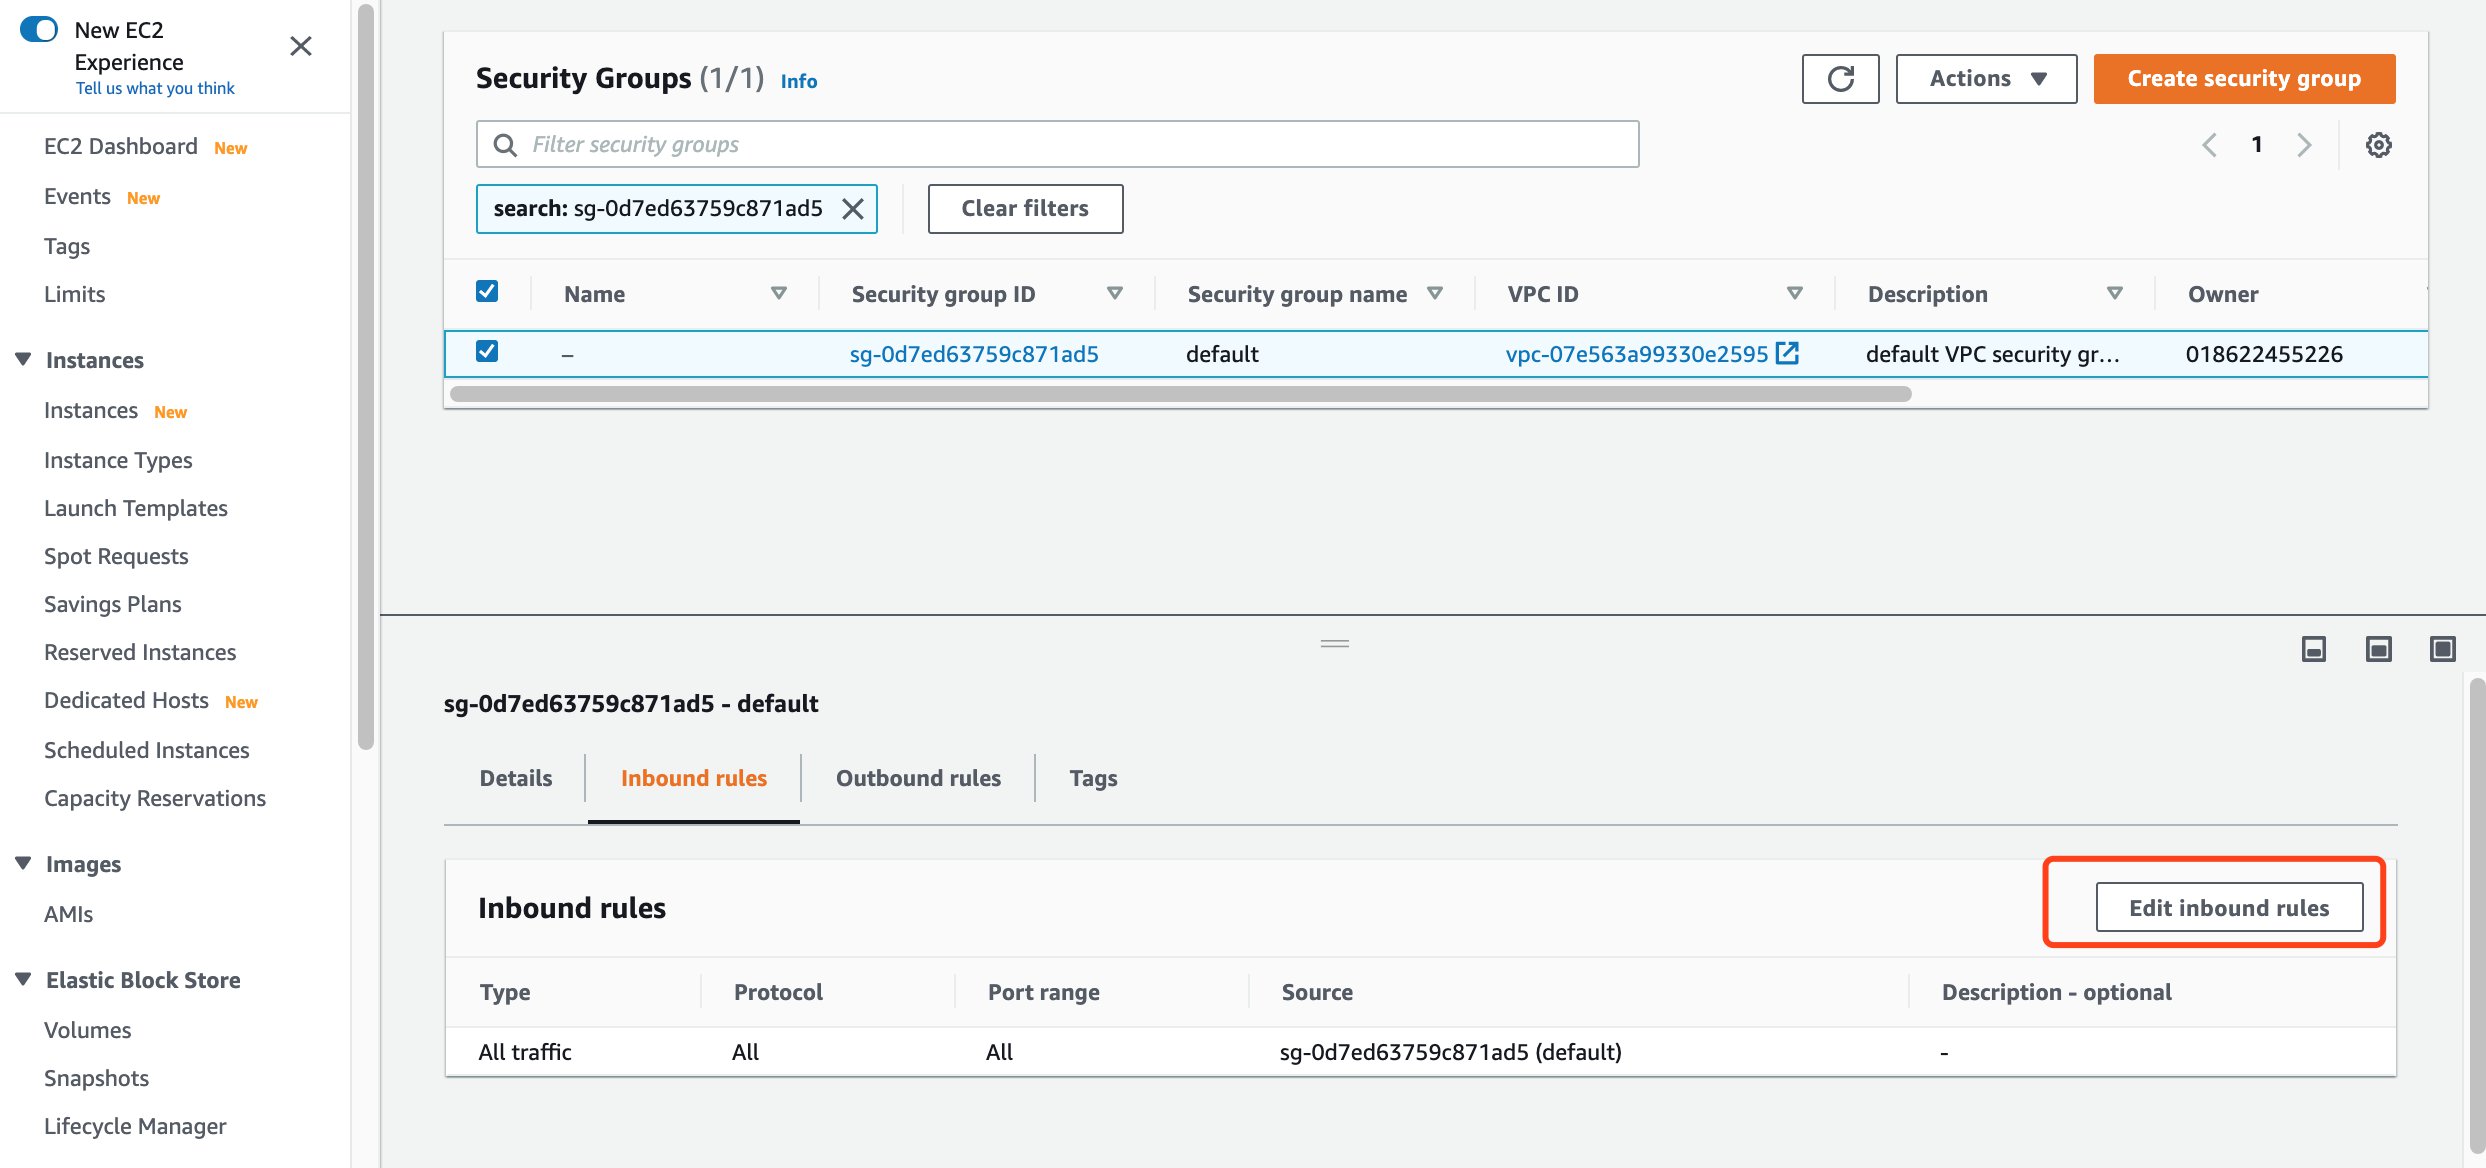 New EC2
Experience
Tell us what you think
EC2 Dashboard New
Events New
Tags
Limits
Instances
Instances New
Instance Types
Launch Templates
Spot Requests
Savings Plans
Reserved Instances
Dedicated Hosts New
Scheduled Instances
Capacity Reservations
Images
AMIs
Elastic Block Store
Volumes
Snapshots
Lifecycle Manager
Security Groups (1/1) Info
Actions
Create security group
Filter security groups
1
search: sg-0d7ed63759c871ad5
Clear filters
Name Security group ID Security group name VPC ID Description Owner
– sg-0d7ed63759c871ad5 default vpc-07e563a99330e2595 default VPC security gr... 018622455226
sg-0d7ed63759c871ad5 - default
Details Inbound rules Outbound rules Tags
Inbound rules
Edit inbound rules
Type Protocol Port range Source Description - optional
All traffic All All sg-0d7ed63759c871ad5 (default) -